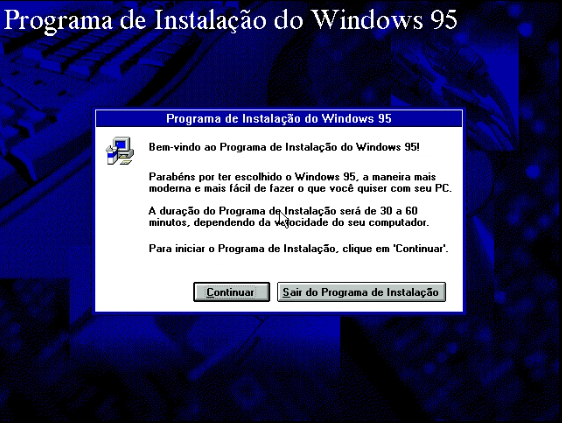 Programa de Instalação do Windows 95
Programa de Instalação do Windows 95
Bem-vindo ao Programa de Instalação do Windows 95!
Parabéns por ter escolhido o Windows 95, a maneira mais
moderna e mais fácil de fazer o que você quiser com seu PC.
A duração do Programa de Instalação será de 30 a 60
minutos, dependendo da velocidade do seu computador.
Para iniciar o Programa de Instalação, clique em 'Continuar'.
Continuar
Sair do Programa de Instalação